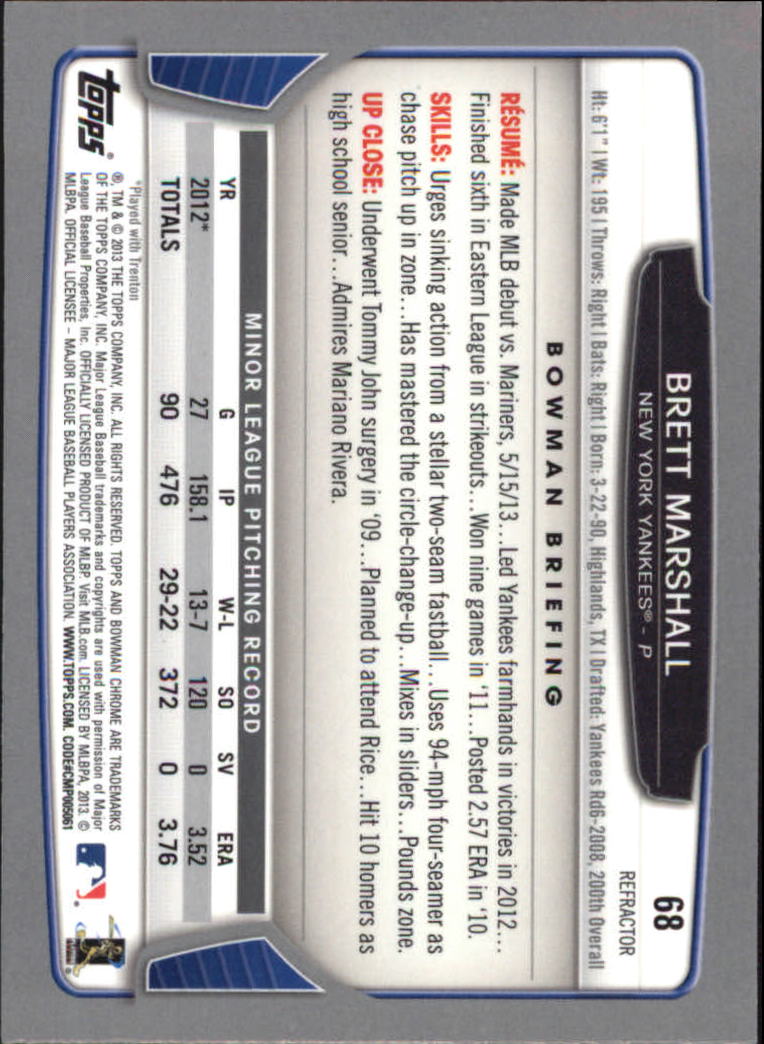 68
REFRACTOR
BRETT MARSHALL
NEW YORK YANKEES® - P
Ht: 6'1" | Wt: 195 | Throws: Right | Bats: Right | Born: 3-22-90, Highlands, TX | Drafted: Yankees Rd6-2008, 200th Overall
BOWMAN BRIEFING
RÉSUMÉ: Made MLB debut vs. Mariners, 5/15/13...Led Yankees farmhands in victories in 2012...
Finished sixth in Eastern League in strikeouts...Won nine games in '11...Posted 2.57 ERA in '10.
SKILLS: Urges sinking action from a stellar two-seam fastball...Uses 94-mph four-seamer as
chase pitch up in zone...Has mastered the circle-change-up...Mixes in sliders...Pounds zone.
UP CLOSE: Underwent Tommy John surgery in '09...Planned to attend Rice...Hit 10 homers as
high school senior...Admires Mariano Rivera.
MINOR LEAGUE PITCHING RECORD
YR G IP W-L SO SV ERA
2012* 27 158.1 13-7 120 0 3.52
TOTALS 90 476 29-22 372 0 3.76
*Played with Trenton
®, TM & © 2013 THE TOPPS COMPANY, INC. ALL RIGHTS RESERVED. TOPPS AND BOWMAN CHROME ARE TRADEMARKS
OF THE TOPPS COMPANY, INC. Major League Baseball trademarks and copyrights are used with permission of Major
League Baseball Properties, Inc. OFFICIALLY LICENSED PRODUCT OF MLBP. Visit MLB.com. LICENSED BY MLBPA, 2013. ©
MLBPA. OFFICIAL LICENSEE – MAJOR LEAGUE BASEBALL PLAYERS ASSOCIATION. WWW.TOPPS.COM. CODE#CMP005061
topps®